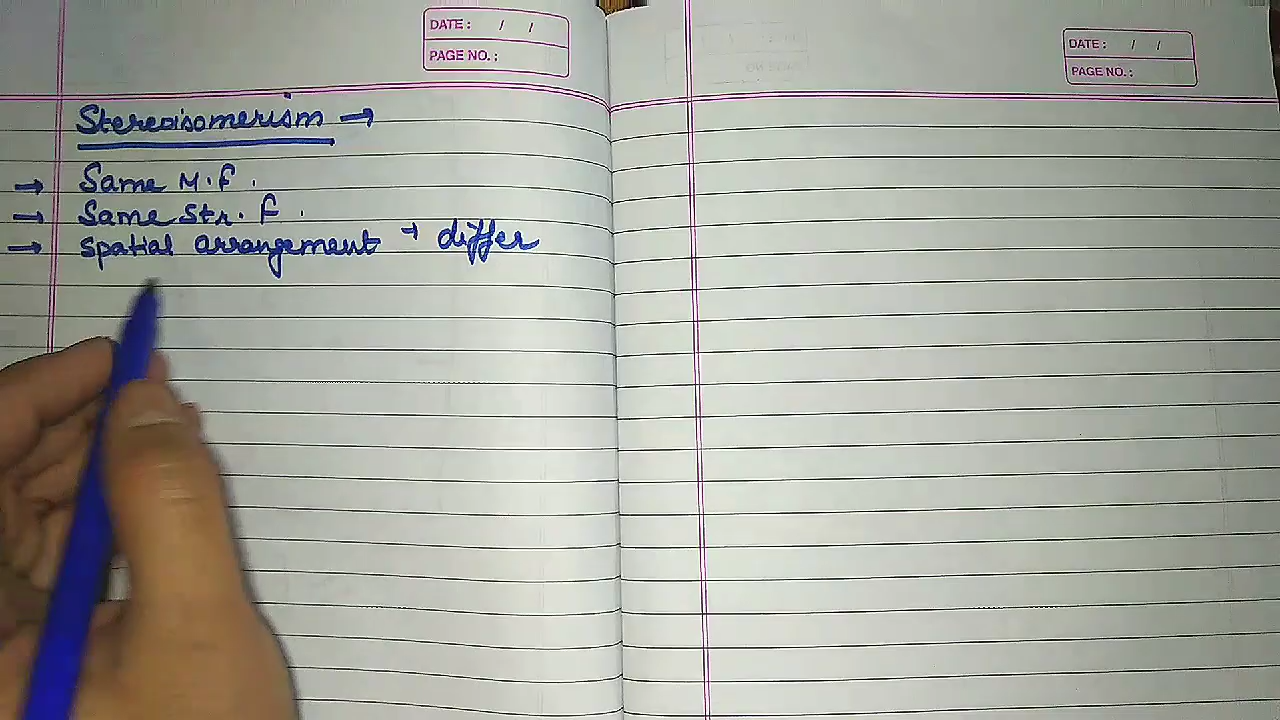 DATE : / /
PAGE NO. :
DATE : / /
PAGE NO. :
Stereoisomerism →
→ Same M.F.
→ Same Str. F.
→ Spatial arrangement → differ